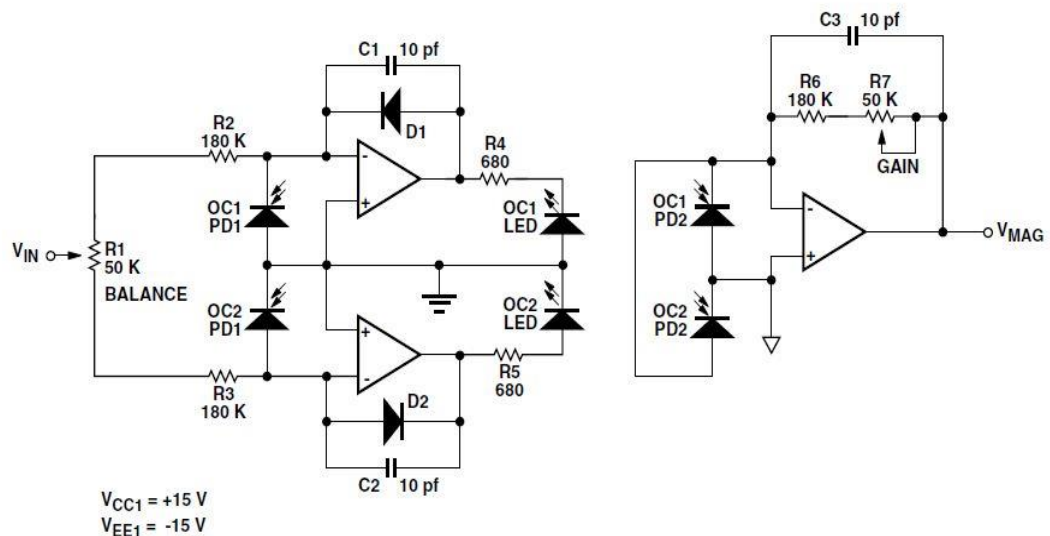 C1 10 pf
D1
R2
180 K
R4
680
OC1
PD1
-
+
OC1
LED
V_IN
R1
50 K
BALANCE
OC2
PD1
OC2
LED
+
-
R3
180 K
R5
680
D2
C2 10 pf
V_CC1 = +15 V
V_EE1 = -15 V
C3 10 pf
R6
180 K
R7
50 K
GAIN
OC1
PD2
-
+
V_MAG
OC2
PD2